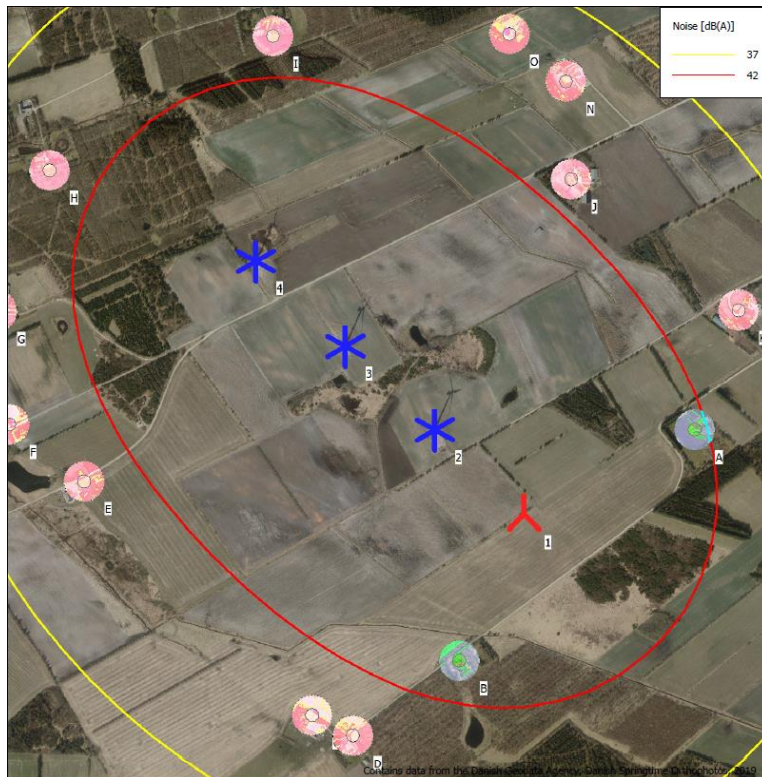 Noise [dB(A)]
37
42
I
O
N
H
J
4
G
K
3
F
2
A
E
1
B
D
Contains data from the Danish Geodata Agency, Danish Springtime Orthophotos, 2019